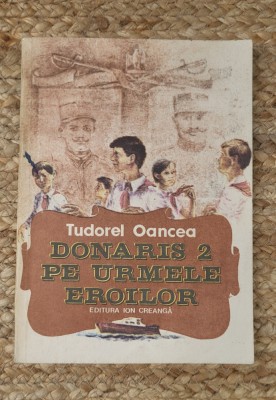 Tudorel Oancea
DONARIS 2
PE URMELE
EROILOR
EDITURA ION CREANGĂ